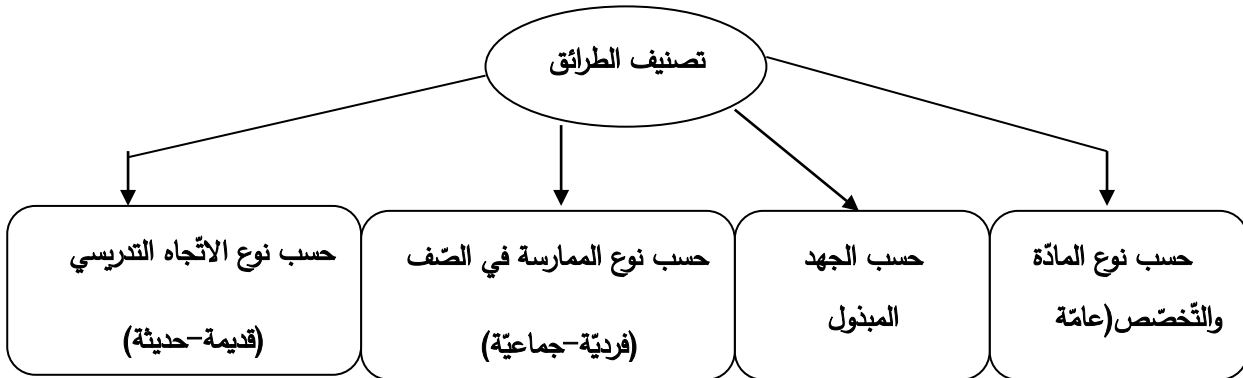 تصنيف الطرائق
حسب نوع المادّة
والتّخصّص(عامّة
حسب الجهد
المبذول
حسب نوع الممارسة في الصّف
(فرديّة-جماعيّة)
حسب نوع الاتّجاه التدريسي
(قديمة-حديثة)